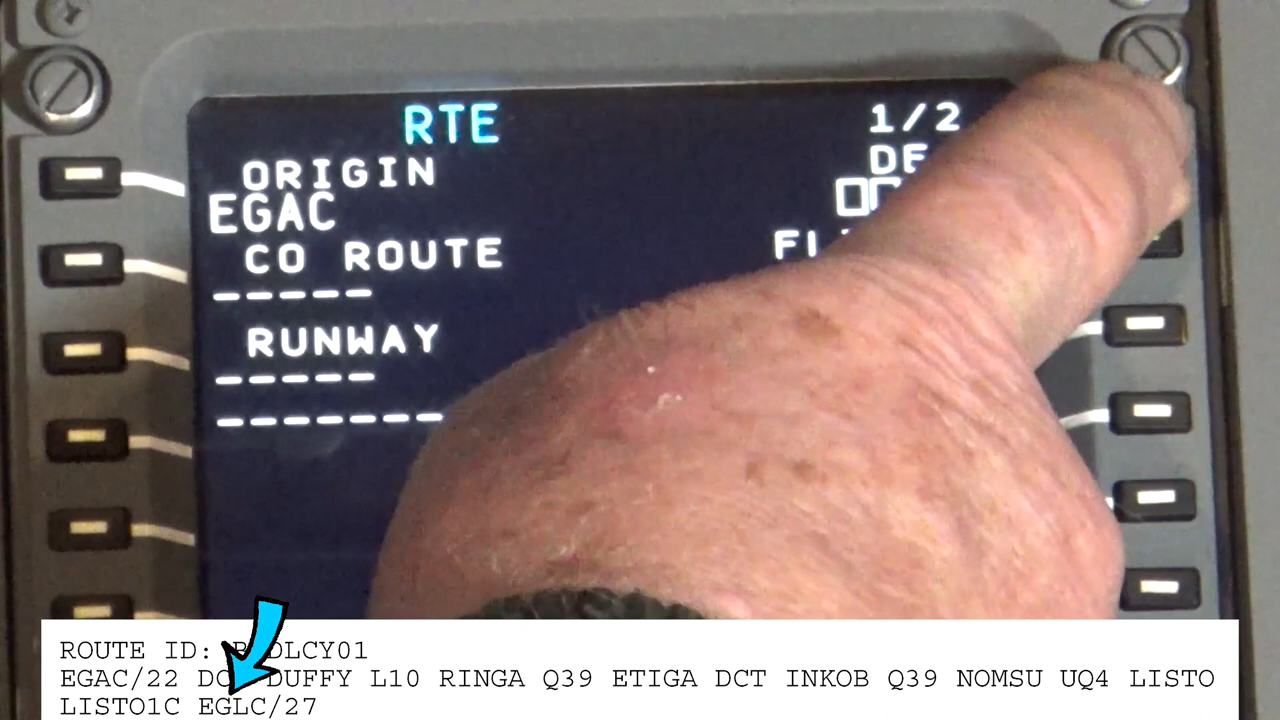 RTE 1/2
ORIGIN
EGAC
CO ROUTE
-----
RUNWAY
-----
-------
ROUTE ID:
EGAC/22 DUFFY L10 RINGA Q39 ETIGA DCT INKOB Q39 NOMSU UQ4 LISTO
LISTO1C EGLC/27